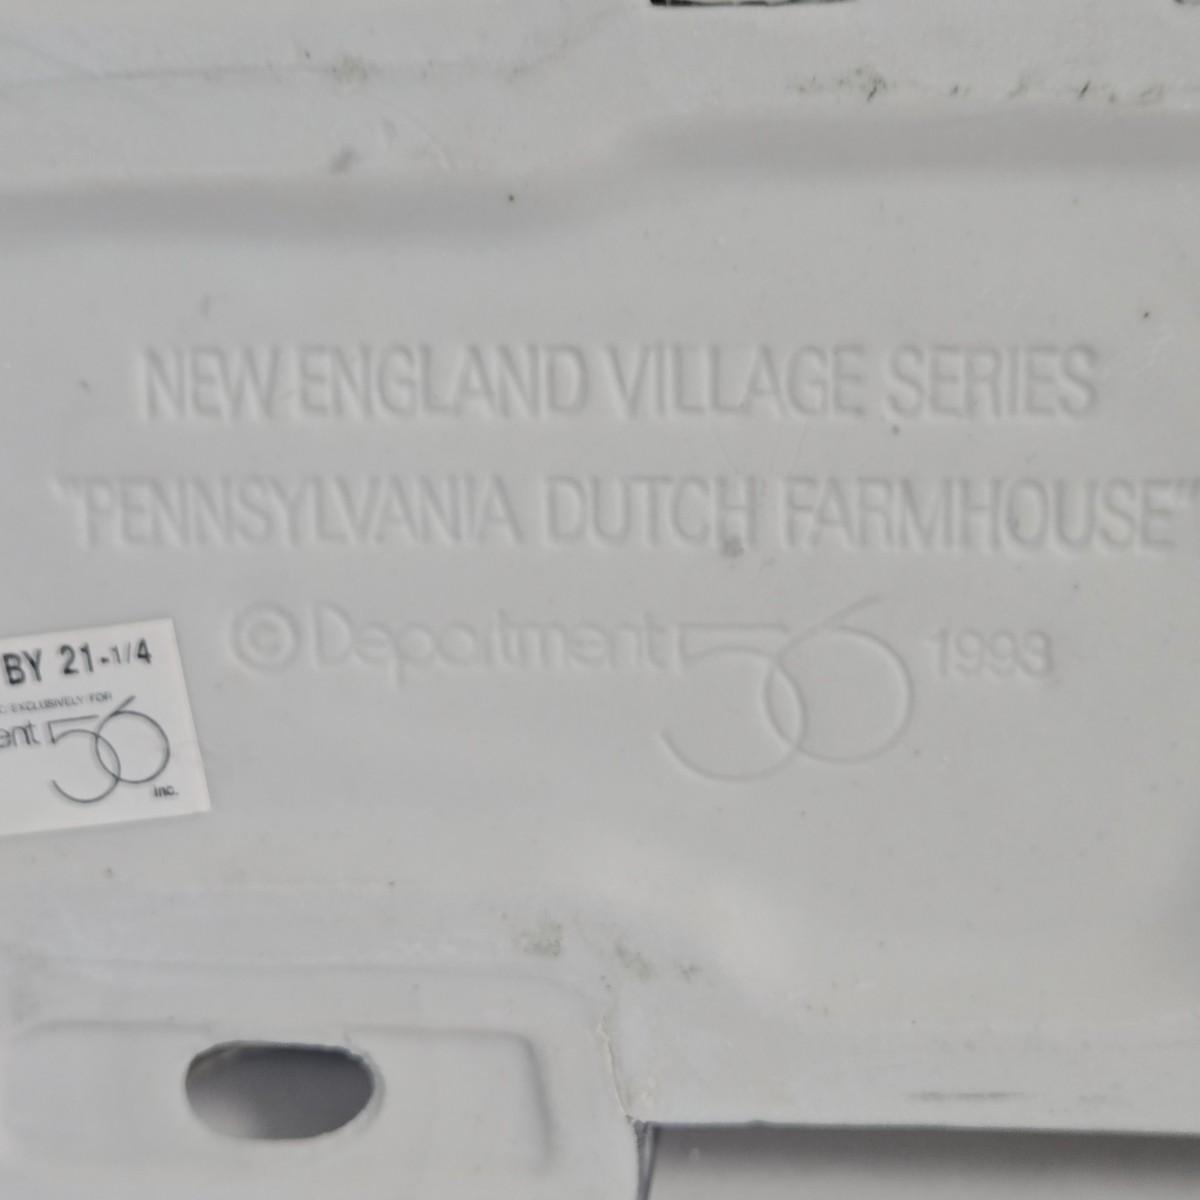 NEW ENGLAND VILLAGE SERIES
"PENNSYLVANIA DUTCH FARMHOUSE"
© Department 56 1993
BY 21-1/4
EXCLUSIVELY FOR
ent 56
inc.